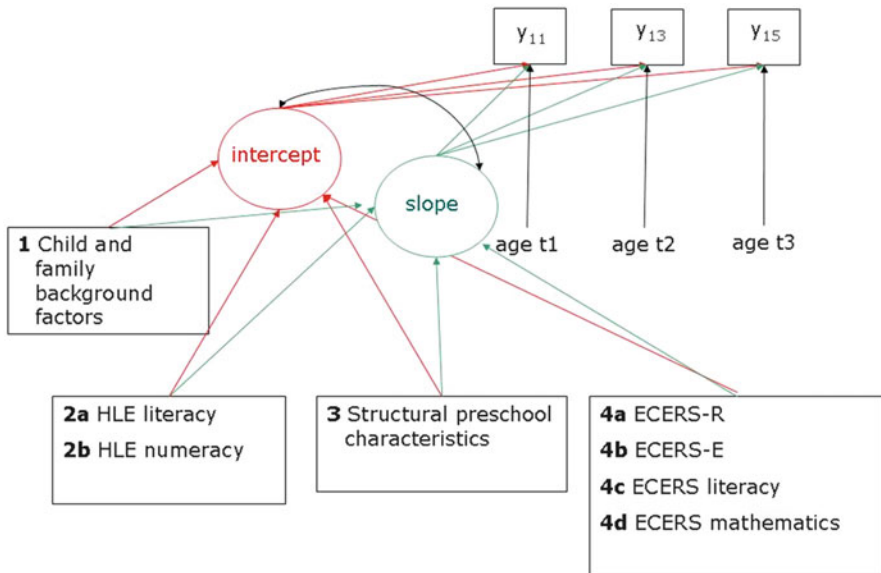 y11 y13 y15
intercept
slope
age t1 age t2 age t3
1 Child and
family
background
factors
2a HLE literacy
2b HLE numeracy
3 Structural preschool
characteristics
4a ECERS-R
4b ECERS-E
4c ECERS literacy
4d ECERS mathematics